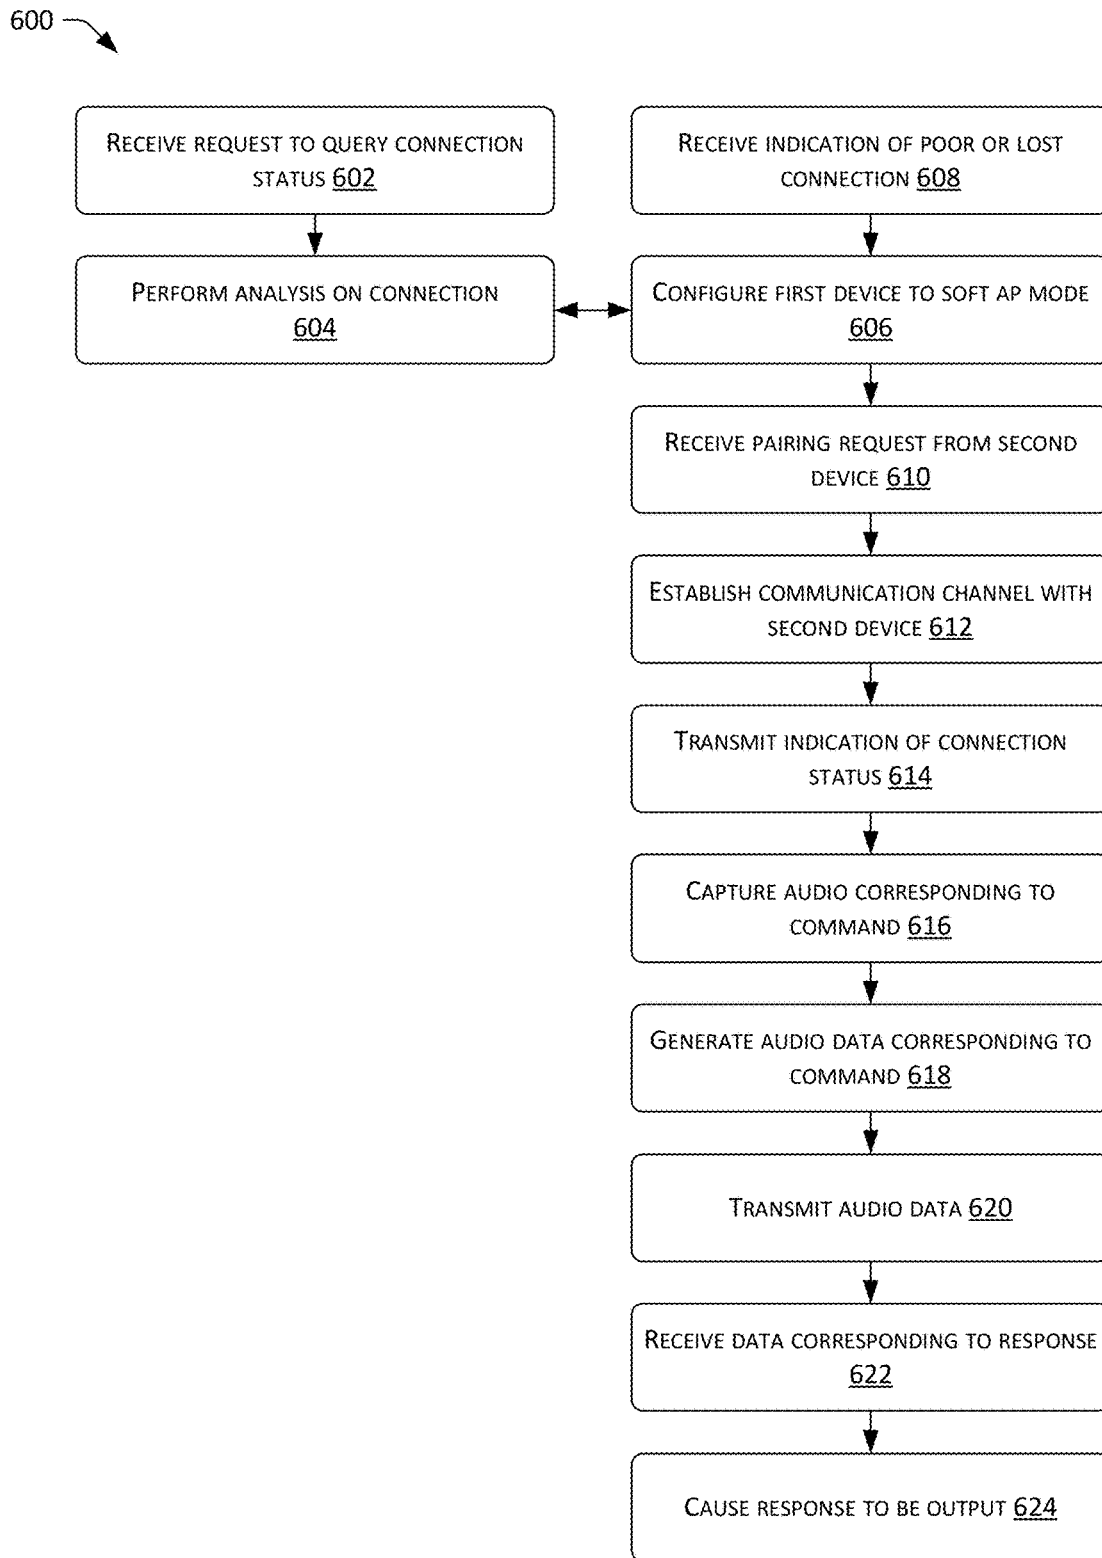 600
RECEIVE REQUEST TO QUERY CONNECTION
STATUS 602
PERFORM ANALYSIS ON CONNECTION
604
RECEIVE INDICATION OF POOR OR LOST
CONNECTION 608
CONFIGURE FIRST DEVICE TO SOFT AP MODE
606
RECEIVE PAIRING REQUEST FROM SECOND
DEVICE 610
ESTABLISH COMMUNICATION CHANNEL WITH
SECOND DEVICE 612
TRANSMIT INDICATION OF CONNECTION
STATUS 614
CAPTURE AUDIO CORRESPONDING TO
COMMAND 616
GENERATE AUDIO DATA CORRESPONDING TO
COMMAND 618
TRANSMIT AUDIO DATA 620
RECEIVE DATA CORRESPONDING TO RESPONSE
622
CAUSE RESPONSE TO BE OUTPUT 624